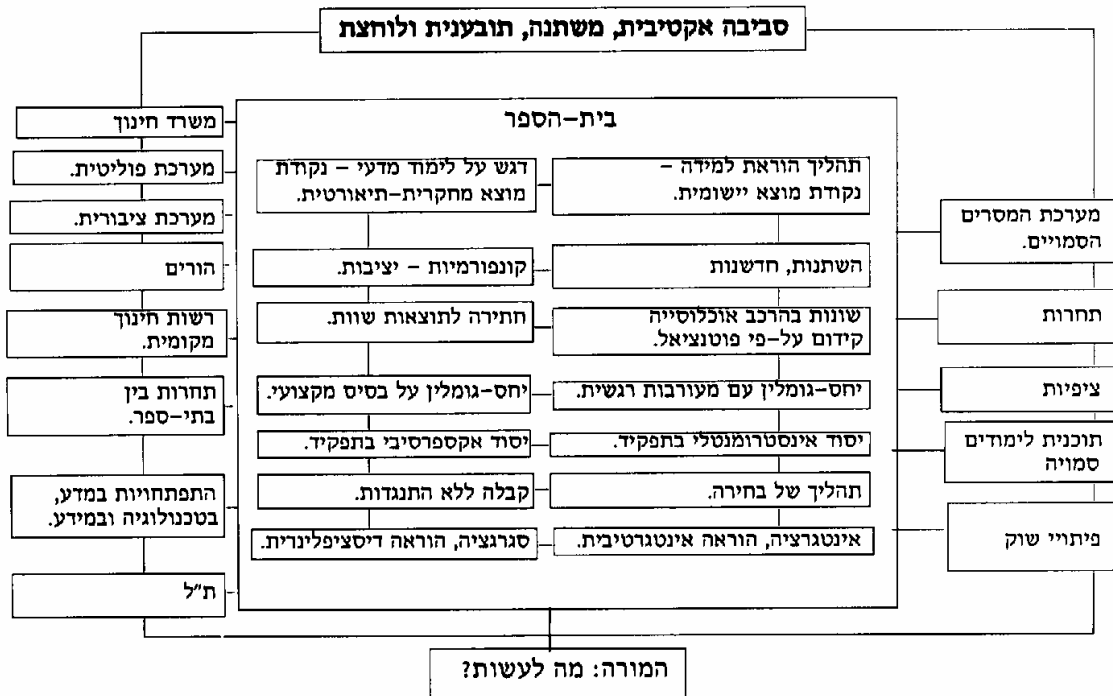 סביבה אקטיבית, משתנה, תובענית ולוחצת
בית-הספר
תהליך הוראת למידה –
נקודת מוצא יישומית.
דגש על לימוד מדעי – נקודת
מוצא מחקרית-תיאורטית.
השתנות, חדשנות
קונפורמיות – יציבות.
שונות בהרכב אוכלוסייה
קידום על-פי פוטנציאל.
חתירה לתוצאות שוות.
יחס-גומלין עם מעורבות רגשית.
יחס-גומלין על בסיס מקצועי.
יסוד אינסטרומנטלי בתפקיד.
יסוד אקספרסיבי בתפקיד.
תהליך של בחירה.
קבלה ללא התנגדות.
אינטגרציה, הוראה אינטגרטיבית.
סגרגציה, הוראה דיסציפלינרית.
מערכת המסרים
הסמויים.
תחרות
ציפיות
תוכנית לימודים
סמויה
פיתויי שוק
משרד חינוך
מערכת פוליטית.
מערכת ציבורית.
הורים
רשות חינוך
מקומית.
תחרות בין
בתי-ספר.
התפתחויות במדע,
בטכנולוגיה ובמידע.
ת"ל
המורה: מה לעשות?